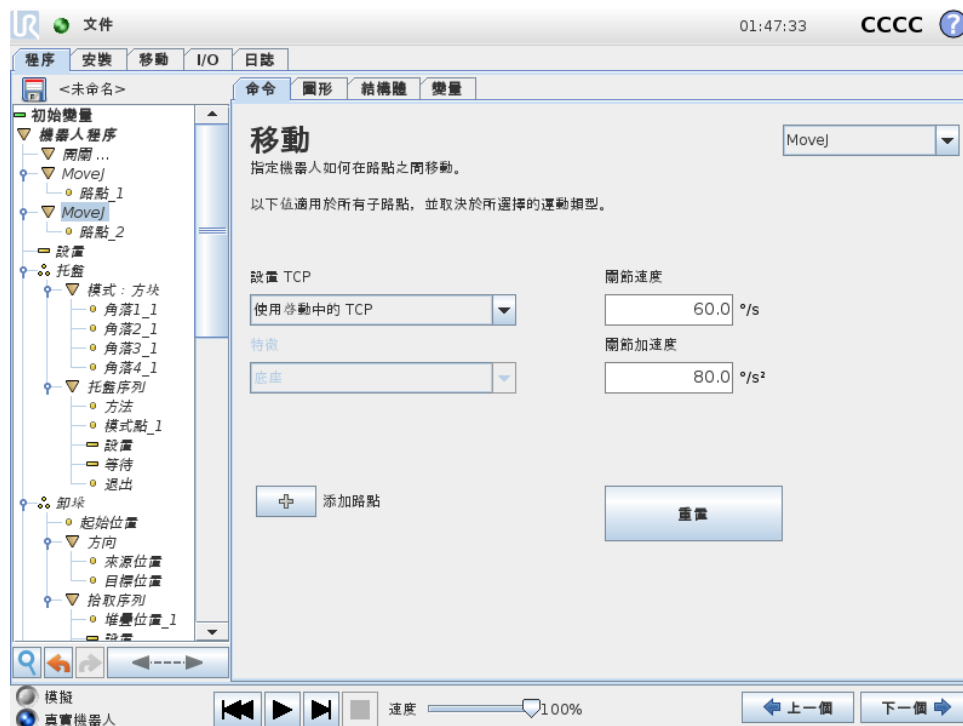 UR 文件 01:47:33 CCCC ?
程序 安裝 移動 I/O 日誌
<未命名> 命令 圖形 結構體 變量
初始變量
機器人程序
開關 ...
MoveJ
路點_1
MoveJ
路點_2
設置
托盤
模式：方块
角落1_1
角落2_1
角落3_1
角落4_1
托盤序列
方法
模式點_1
設置
等待
退出
卸垛
起始位置
方向
來源位置
目標位置
拾取序列
堆疊位置_1
設置
移動
MoveJ
指定機器人如何在路點之間移動。
以下值適用於所有子路點，並取決於所選擇的運動類型。
設置 TCP
使用啓動中的 TCP
特徵
底座
關節速度
60.0 °/s
關節加速度
80.0 °/s²
添加路點
重置
模擬
真實機器人
速度 100%
上一個 下一個